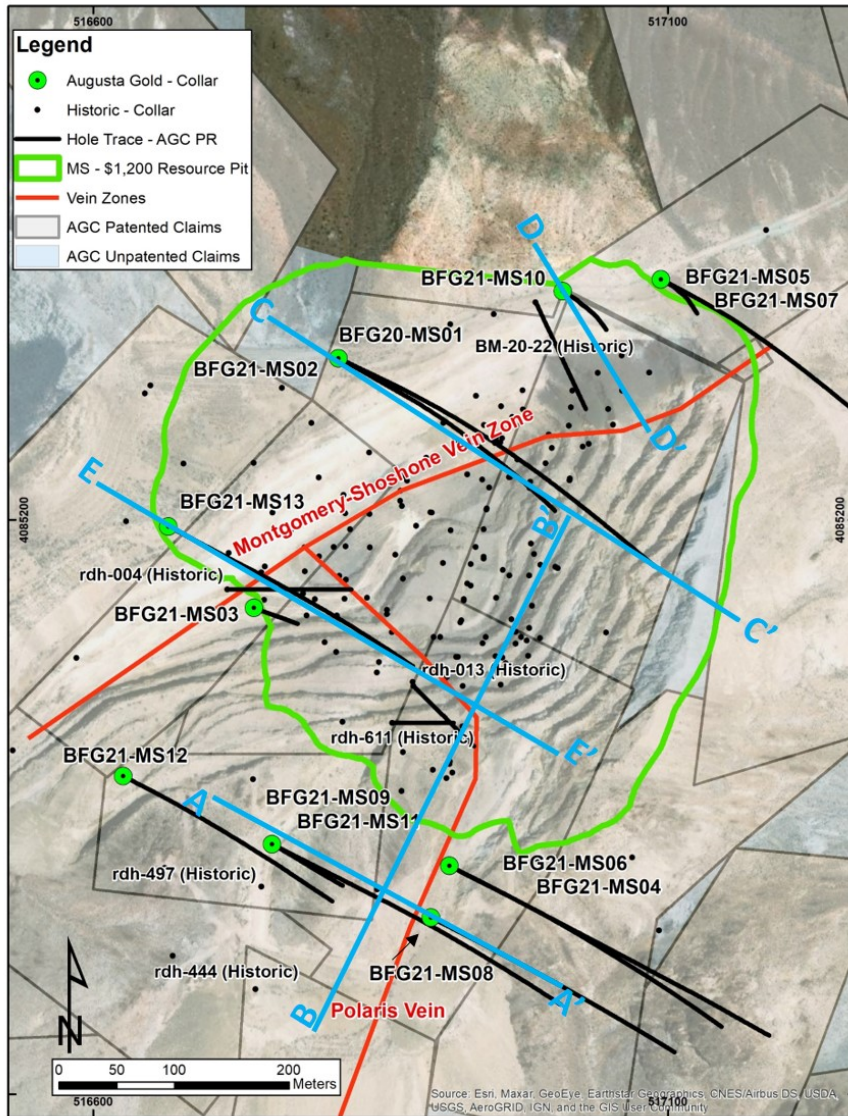 516600
517100
Legend
Augusta Gold - Collar
Historic - Collar
Hole Trace - AGC PR
MS - $1,200 Resource Pit
Vein Zones
AGC Patented Claims
AGC Unpatented Claims
D
BFG21-MS10
BFG21-MS05
BFG21-MS07
C
BFG20-MS01
BM-20-22 (Historic)
BFG21-MS02
D'
Montgomery-Shoshone Vein Zone
E
BFG21-MS13
B'
4085200
4085200
rdh-004 (Historic)
BFG21-MS03
C'
rdh-013 (Historic)
rdh-611 (Historic)
E'
BFG21-MS12
A
BFG21-MS09
BFG21-MS11
BFG21-MS06
BFG21-MS04
rdh-497 (Historic)
rdh-444 (Historic)
BFG21-MS08
A'
B
Polaris Vein
N
0 50 100 200
Meters
Source: Esri, Maxar, GeoEye, Earthstar Geographics, CNES/Airbus DS, USDA,
USGS, AeroGRID, IGN, and the GIS User Community
516600
517100